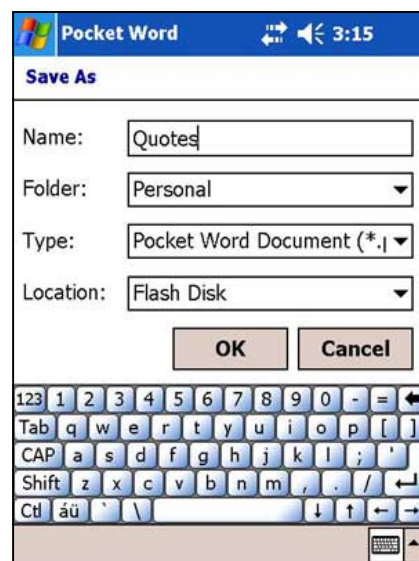 Pocket Word 3:15
Save As
Name: Quotes
Folder: Personal
Type: Pocket Word Document (*.p
Location: Flash Disk
OK Cancel
123 1 2 3 4 5 6 7 8 9 0 - = ←
Tab q w e r t y u i o p [ ]
CAP a s d f g h j k l ; '
Shift z x c v b n m , . / ↵
Ctl áü ` \ ↓ ↑ ← →